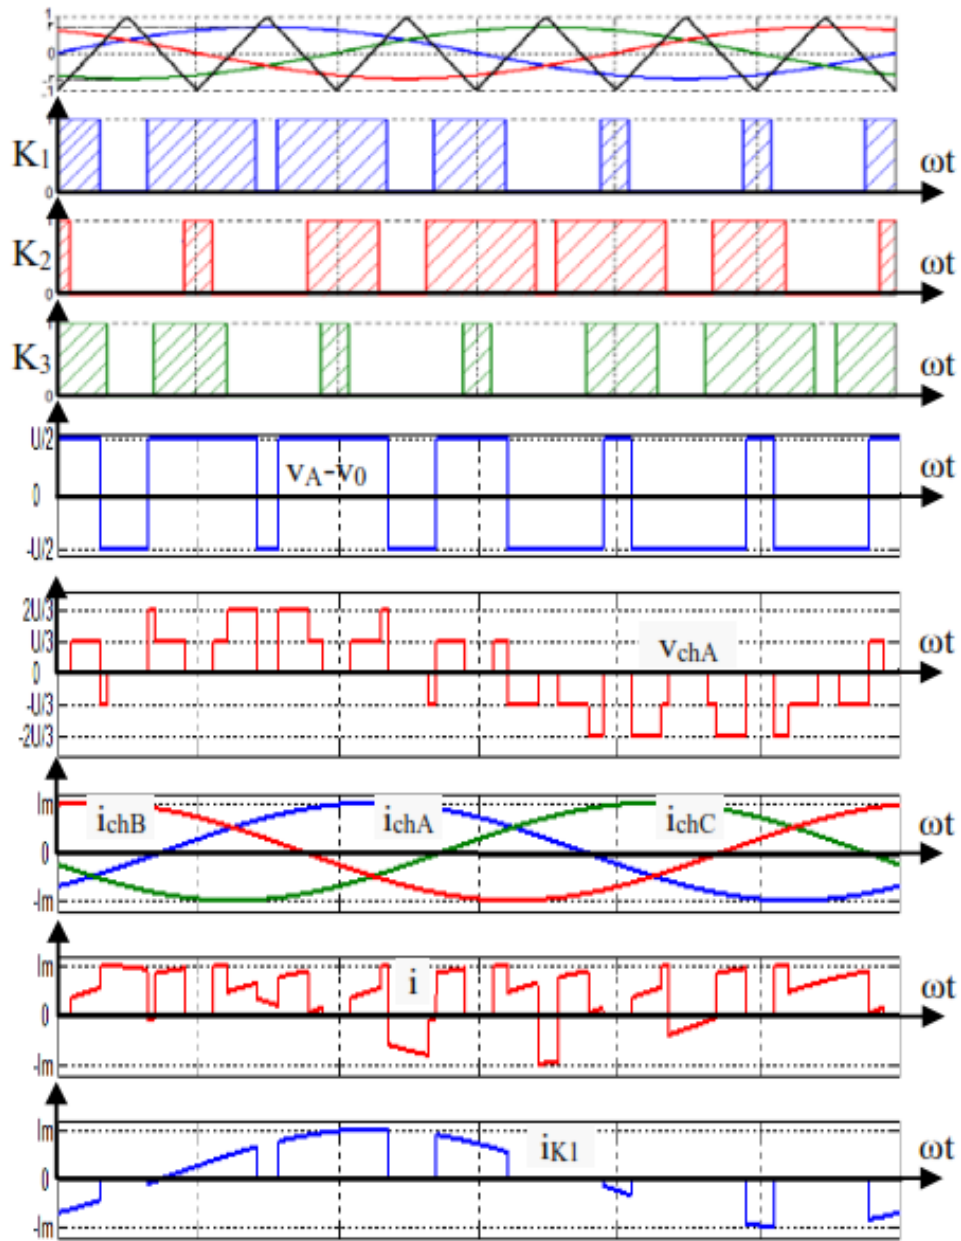 1
r
0
-r
-1
K1 ωt
0
K2 ωt
0
K3 ωt
0
U/2
vA-v0 ωt
0
-U/2
2U/3
U/3 vchA ωt
0
-U/3
-2U/3
Im ichB ichA ichC ωt
0
-Im
Im i ωt
0
-Im
Im iK1 ωt
0
-Im